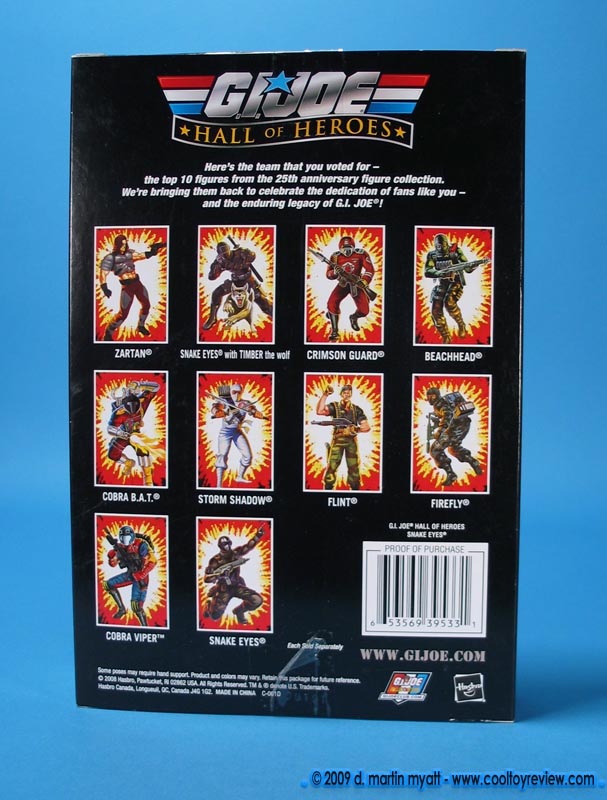 G.I. JOE
HALL OF HEROES
Here's the team that you voted for –
the top 10 figures from the 25th anniversary figure collection.
We're bringing them back to celebrate the dedication of fans like you –
and the enduring legacy of G.I. JOE®!
ZARTAN® SNAKE EYES® with TIMBER the wolf CRIMSON GUARD® BEACHHEAD®
COBRA B.A.T.® STORM SHADOW® FLINT® FIREFLY®
G.I. JOE® HALL OF HEROES
SNAKE EYES®
PROOF OF PURCHASE
6 53569 39533 1
COBRA VIPER™ SNAKE EYES®
Each Sold Separately
WWW.GIJOE.COM
Some poses may require hand support. Product and colors may vary. Retain this package for future reference.
© 2008 Hasbro, Pawtucket, RI 02862 USA. All Rights Reserved. TM & ® denote U.S. Trademarks.
Hasbro Canada, Longueuil, QC, Canada J4G 1G2. MADE IN CHINA C-001D
G.I. JOE
Hasbro
© 2009 d. martin myatt - www.cooltoyreview.com